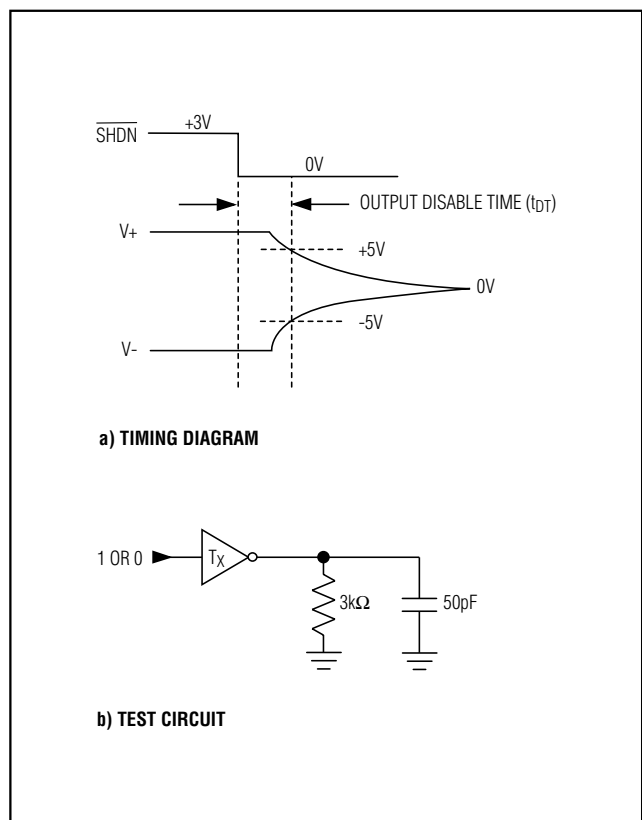 SHDN
+3V
0V
OUTPUT DISABLE TIME (tDT)
V+
+5V
0V
-5V
V-
a) TIMING DIAGRAM
1 OR 0
TX
3kΩ
50pF
b) TEST CIRCUIT